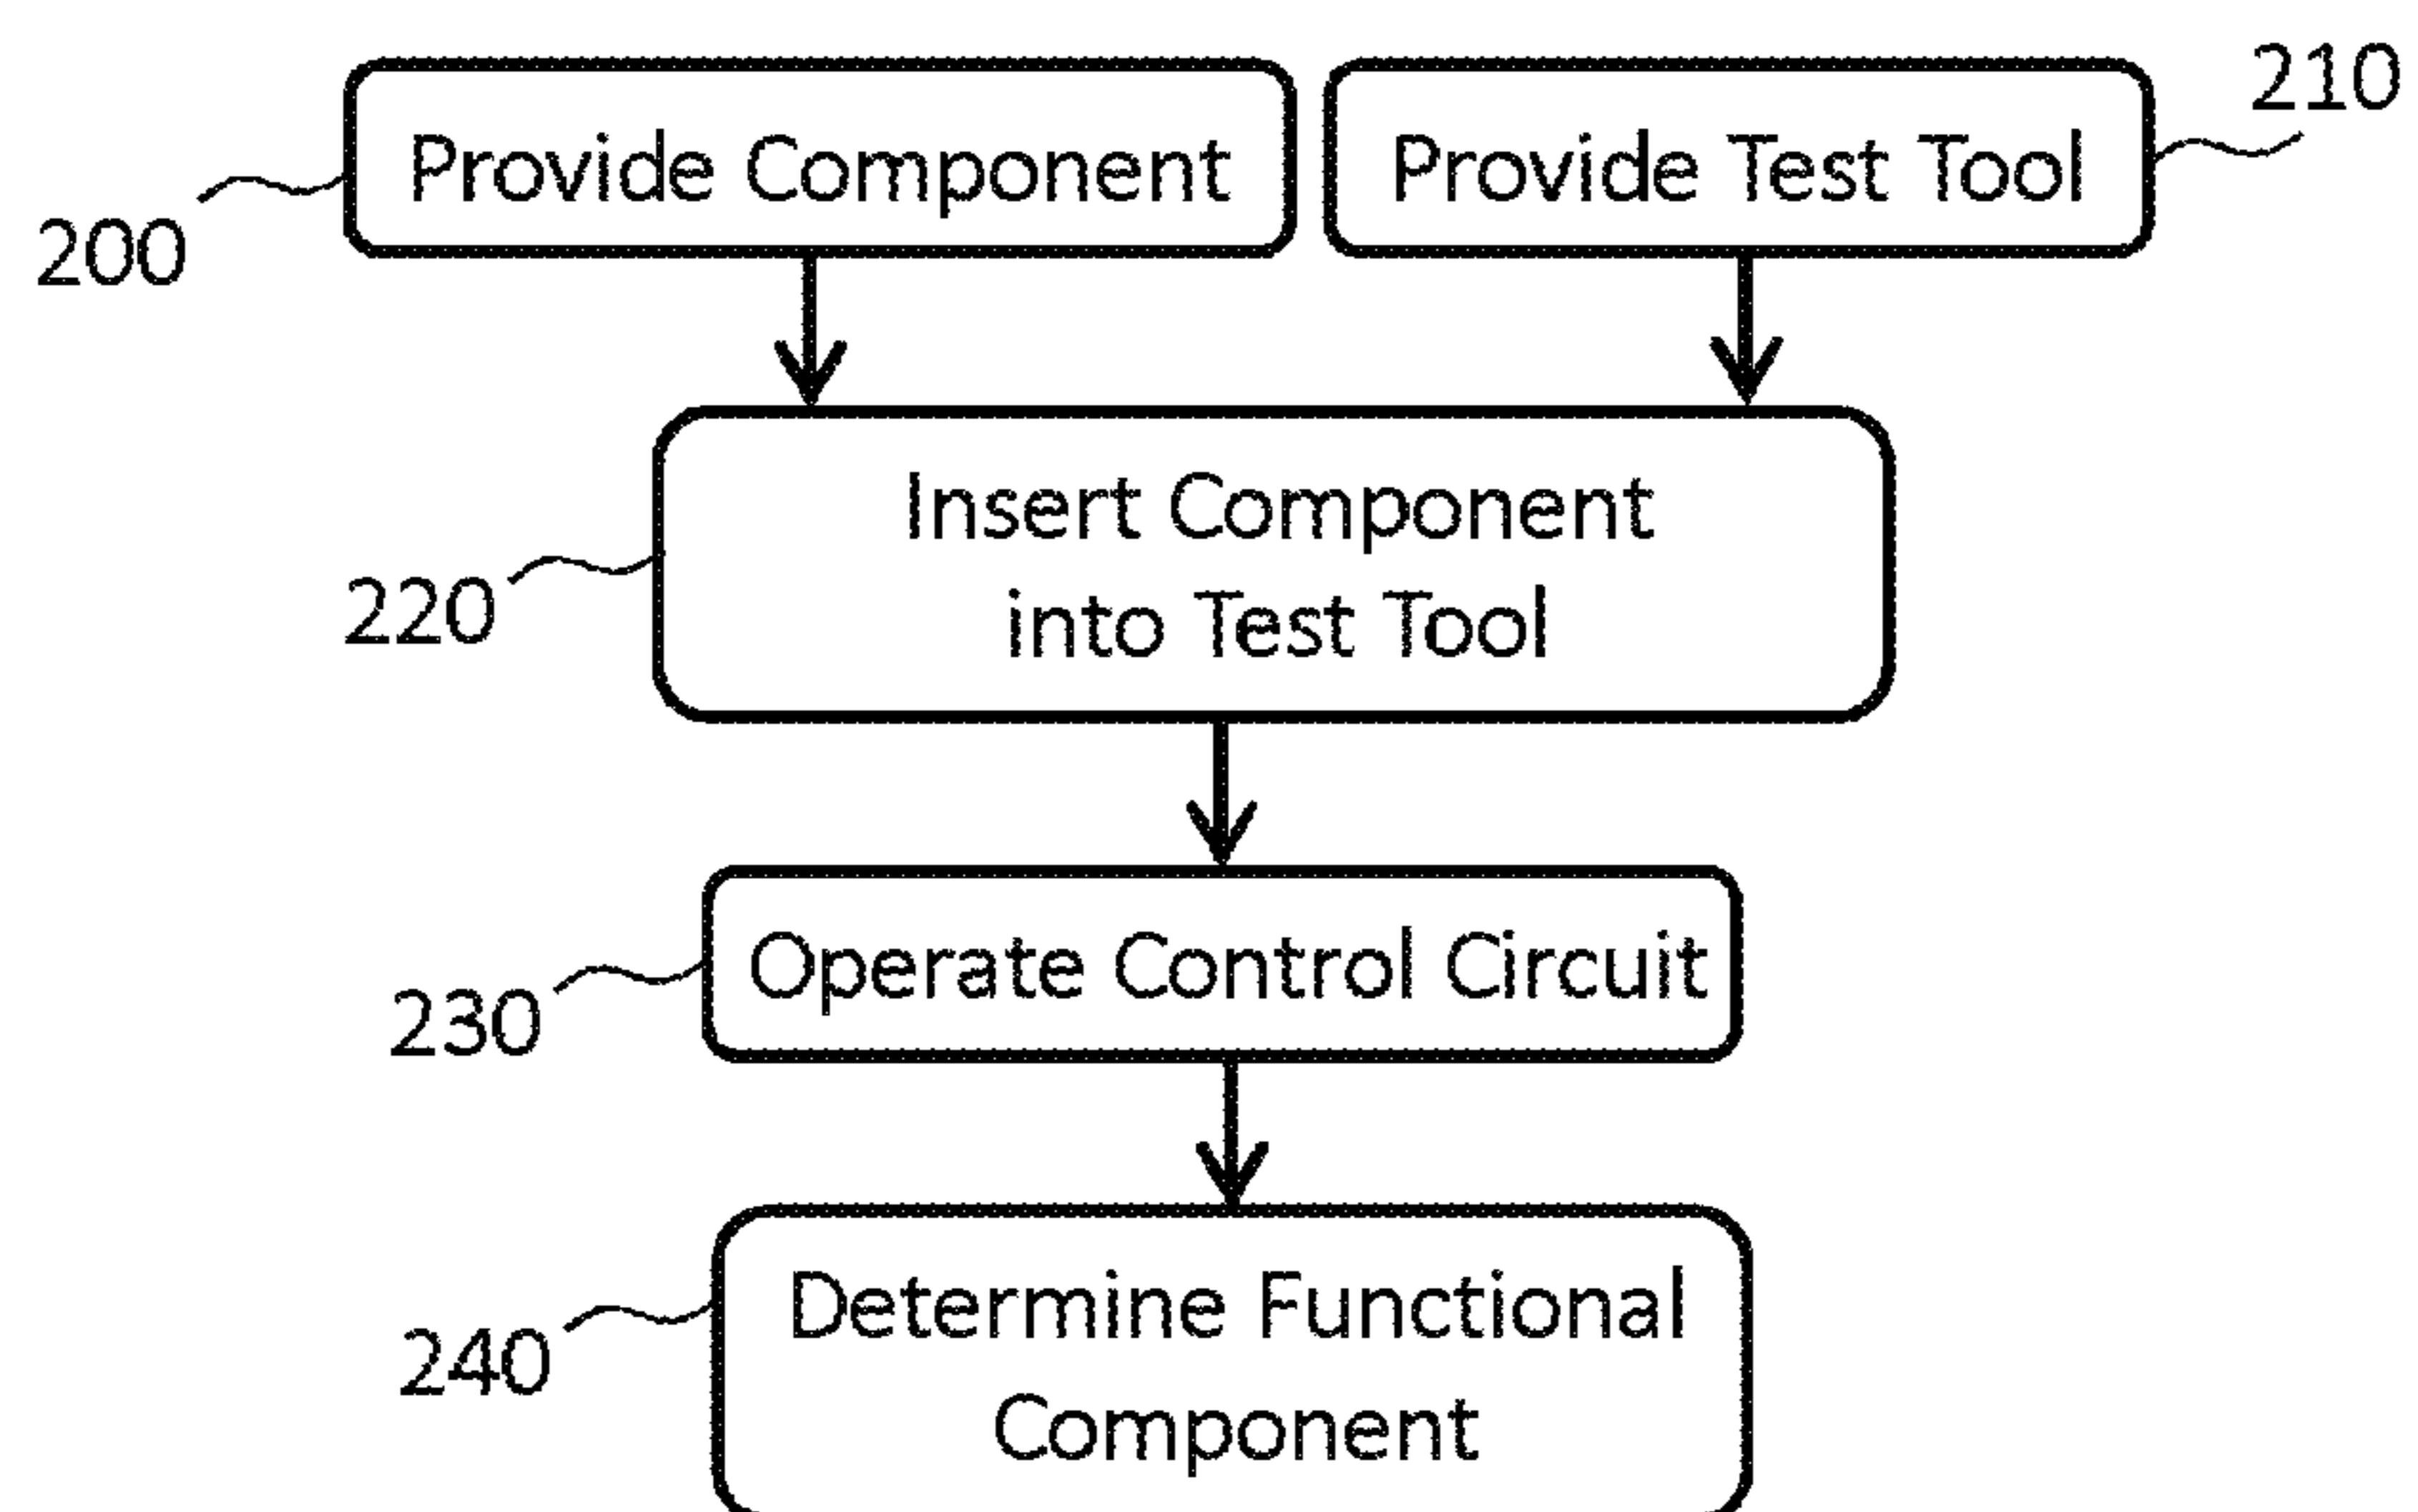 210
Provide Component
Provide Test Tool
200
Insert Component
into Test Tool
220
Operate Control Circuit
230
Determine Functional
Component
240